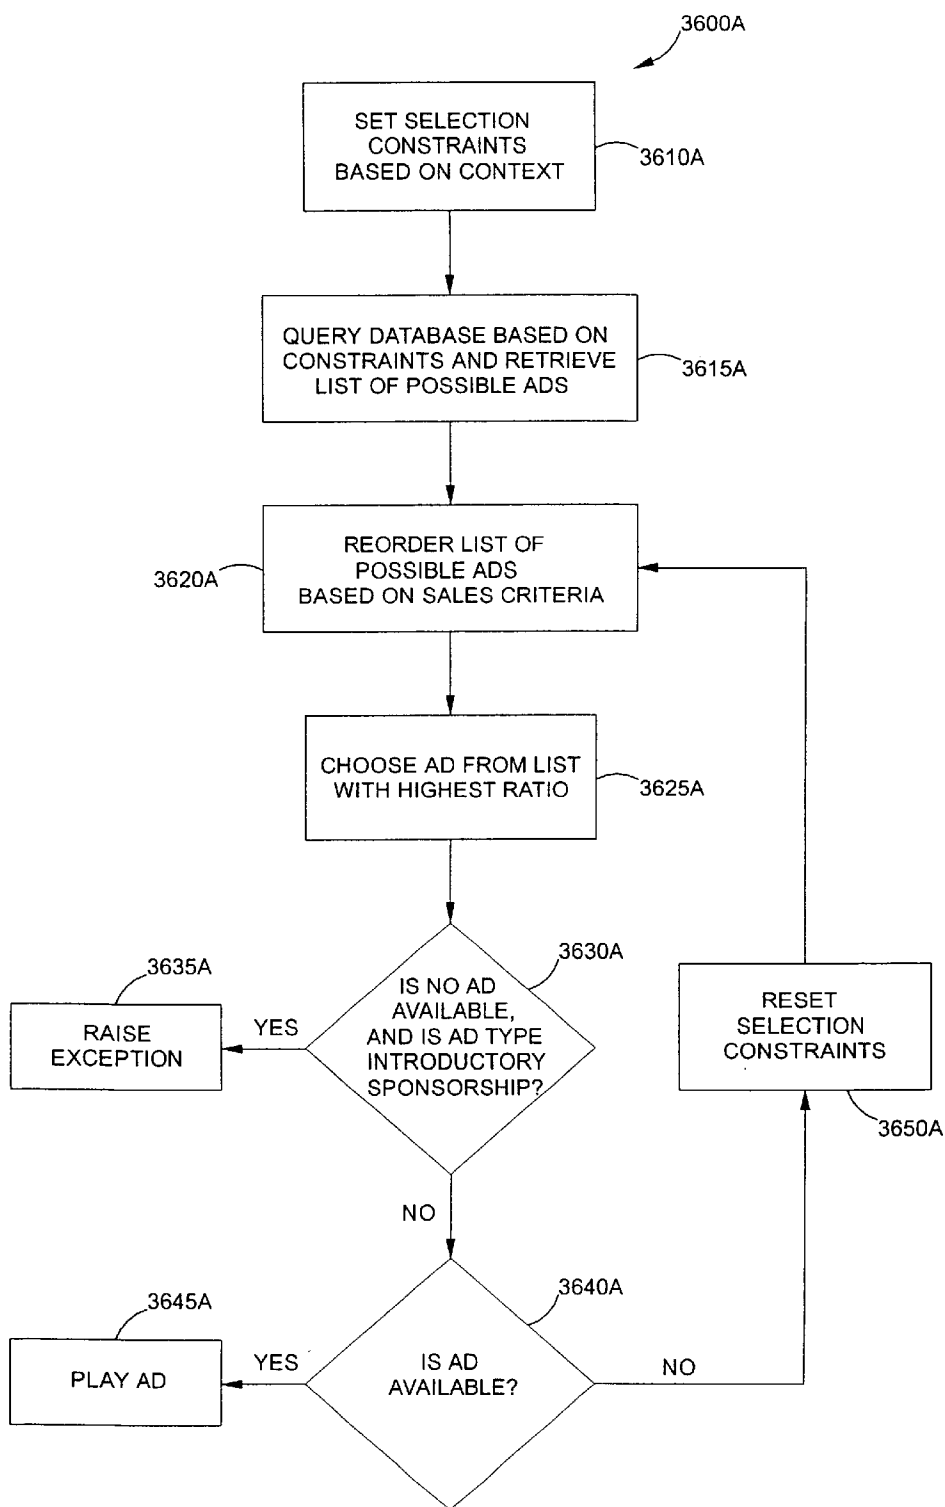 3600A
SET SELECTION
CONSTRAINTS
BASED ON CONTEXT
3610A
QUERY DATABASE BASED ON
CONSTRAINTS AND RETRIEVE
LIST OF POSSIBLE ADS
3615A
REORDER LIST OF
POSSIBLE ADS
BASED ON SALES CRITERIA
3620A
CHOOSE AD FROM LIST
WITH HIGHEST RATIO
3625A
3630A
IS NO AD
AVAILABLE,
AND IS AD TYPE
INTRODUCTORY
SPONSORSHIP?
YES
3635A
RAISE
EXCEPTION
RESET
SELECTION
CONSTRAINTS
3650A
NO
3640A
IS AD
AVAILABLE?
YES
3645A
PLAY AD
NO